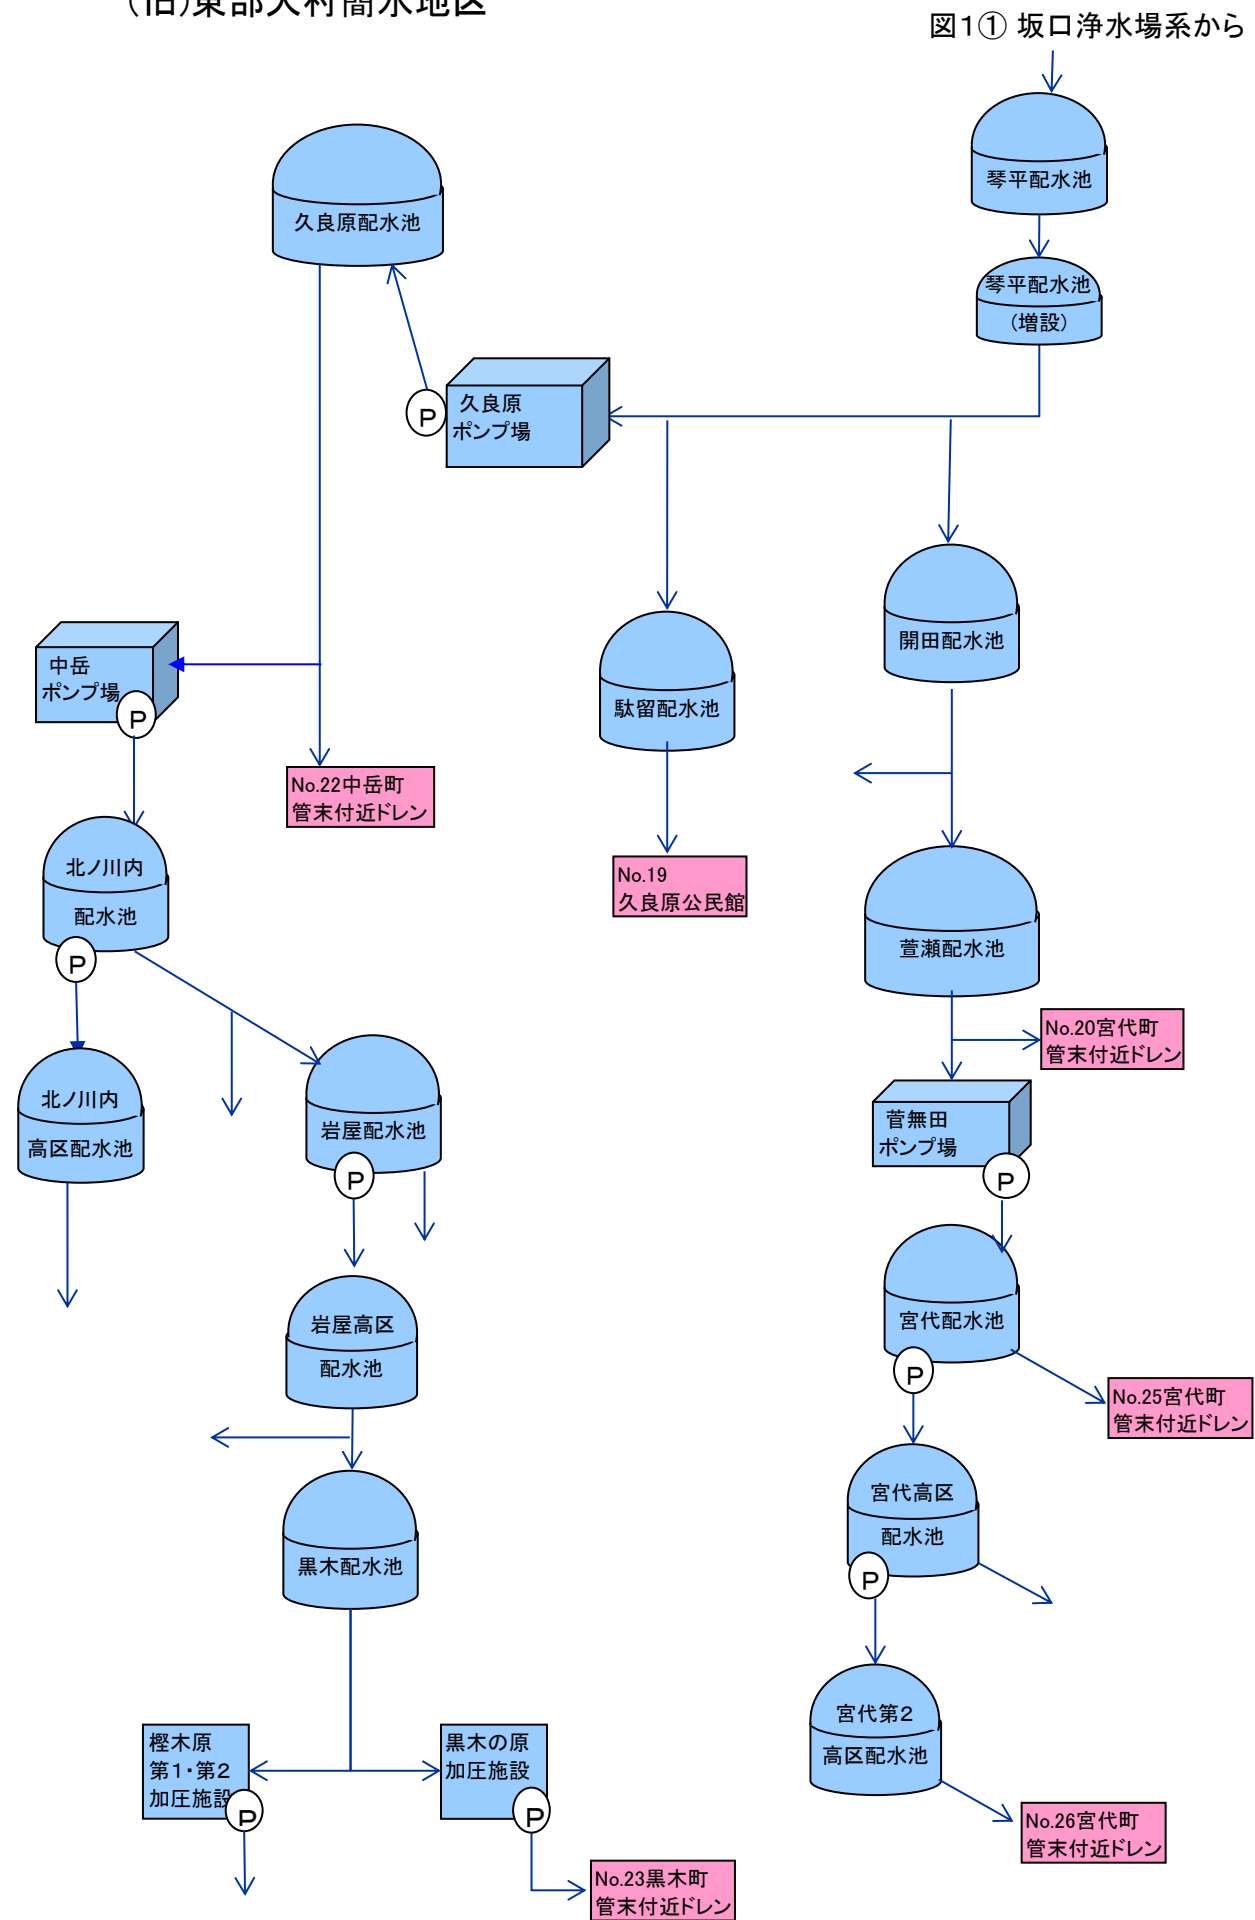 (旧)東部大村簡水地区
図1① 坂口浄水場系から
琴平配水池
久良原配水池
琴平配水池
(増設)
久良原
ポンプ場
P
開田配水池
中岳
ポンプ場
P
駄留配水池
No.22中岳町
管末付近ドレン
No.19
久良原公民館
北ノ川内
配水池
P
萱瀬配水池
No.20宮代町
管末付近ドレン
北ノ川内
高区配水池
岩屋配水池
P
菅無田
ポンプ場
P
宮代配水池
P
岩屋高区
配水池
No.25宮代町
管末付近ドレン
宮代高区
配水池
P
黒木配水池
宮代第2
高区配水池
樫木原
第1・第2
加圧施設
P
黒木の原
加圧施設
P
No.26宮代町
管末付近ドレン
No.23黒木町
管末付近ドレン